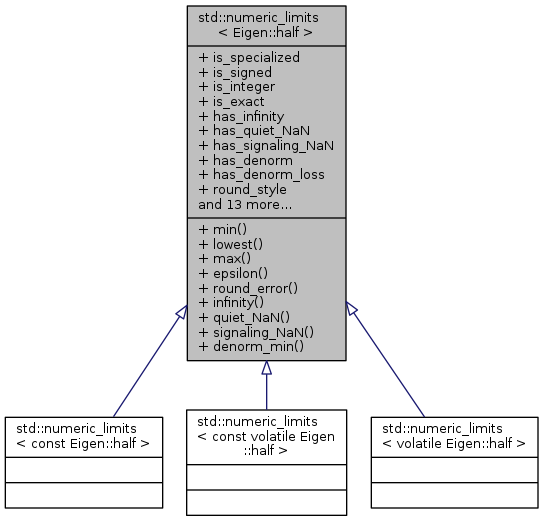 std::numeric_limits
< Eigen::half >
+ is_specialized
+ is_signed
+ is_integer
+ is_exact
+ has_infinity
+ has_quiet_NaN
+ has_signaling_NaN
+ has_denorm
+ has_denorm_loss
+ round_style
and 13 more...
+ min()
+ lowest()
+ max()
+ epsilon()
+ round_error()
+ infinity()
+ quiet_NaN()
+ signaling_NaN()
+ denorm_min()
std::numeric_limits
< const Eigen::half >
std::numeric_limits
< const volatile Eigen
::half >
std::numeric_limits
< volatile Eigen::half >